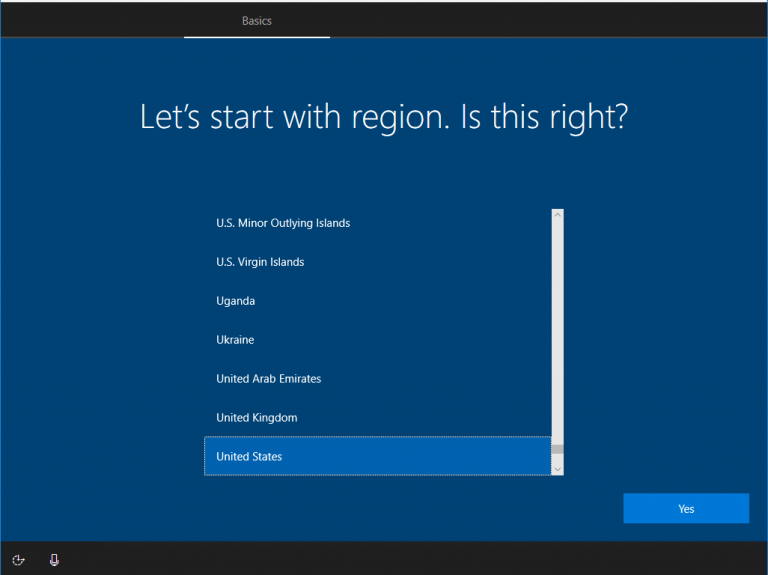 Basics
Let’s start with region. Is this right?
U.S. Minor Outlying Islands
U.S. Virgin Islands
Uganda
Ukraine
United Arab Emirates
United Kingdom
United States
Yes